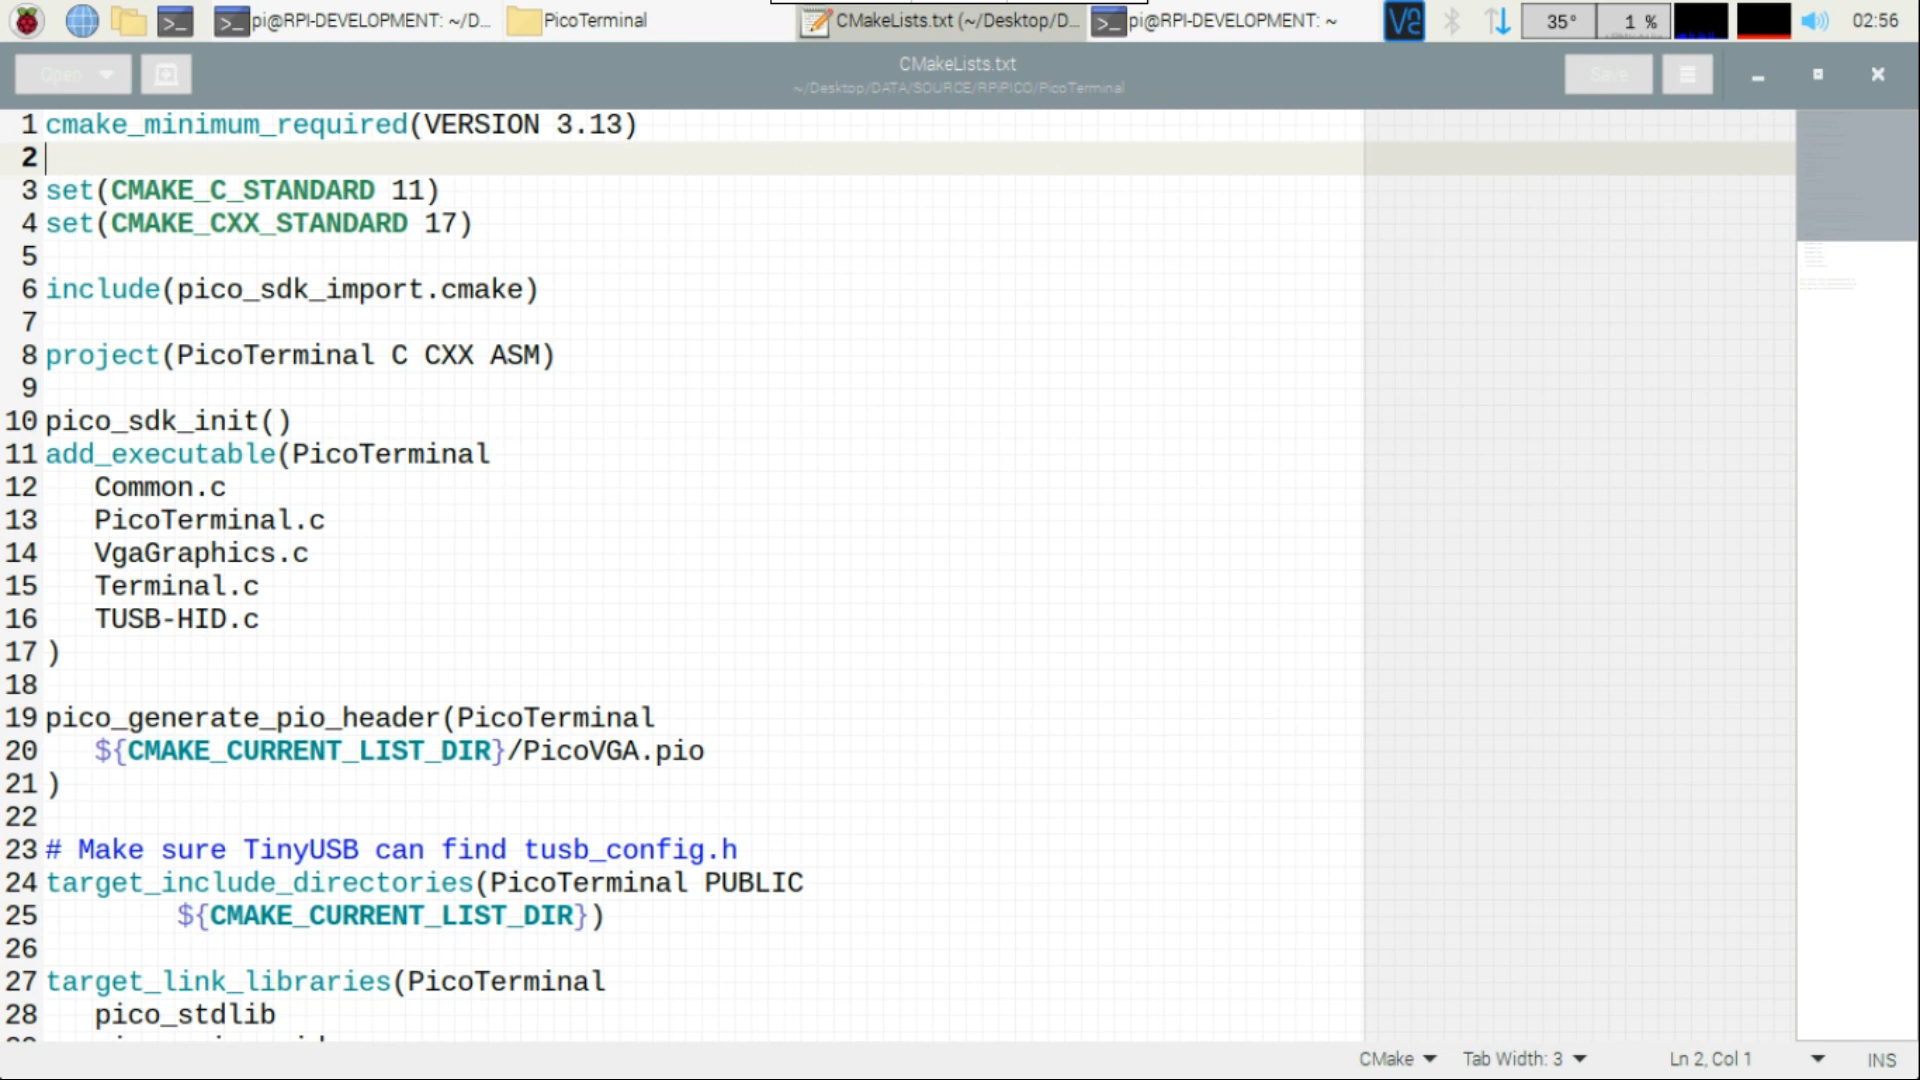 pi@RPI-DEVELOPMENT: ~/D...
PicoTerminal
CMakeLists.txt (~/Desktop/D...
pi@RPI-DEVELOPMENT: ~
35°
1 %
02:56
Open
CMakeLists.txt
~/Desktop/DATA/SOURCE/RPiPICO/PicoTerminal
Save
1 cmake_minimum_required(VERSION 3.13)
2
3 set(CMAKE_C_STANDARD 11)
4 set(CMAKE_CXX_STANDARD 17)
5
6 include(pico_sdk_import.cmake)
7
8 project(PicoTerminal C CXX ASM)
9
10 pico_sdk_init()
11 add_executable(PicoTerminal
12 Common.c
13 PicoTerminal.c
14 VgaGraphics.c
15 Terminal.c
16 TUSB-HID.c
17 )
18
19 pico_generate_pio_header(PicoTerminal
20 ${CMAKE_CURRENT_LIST_DIR}/PicoVGA.pio
21 )
22
23 # Make sure TinyUSB can find tusb_config.h
24 target_include_directories(PicoTerminal PUBLIC
25 ${CMAKE_CURRENT_LIST_DIR})
26
27 target_link_libraries(PicoTerminal
28 pico_stdlib
CMake
Tab Width: 3
Ln 2, Col 1
INS